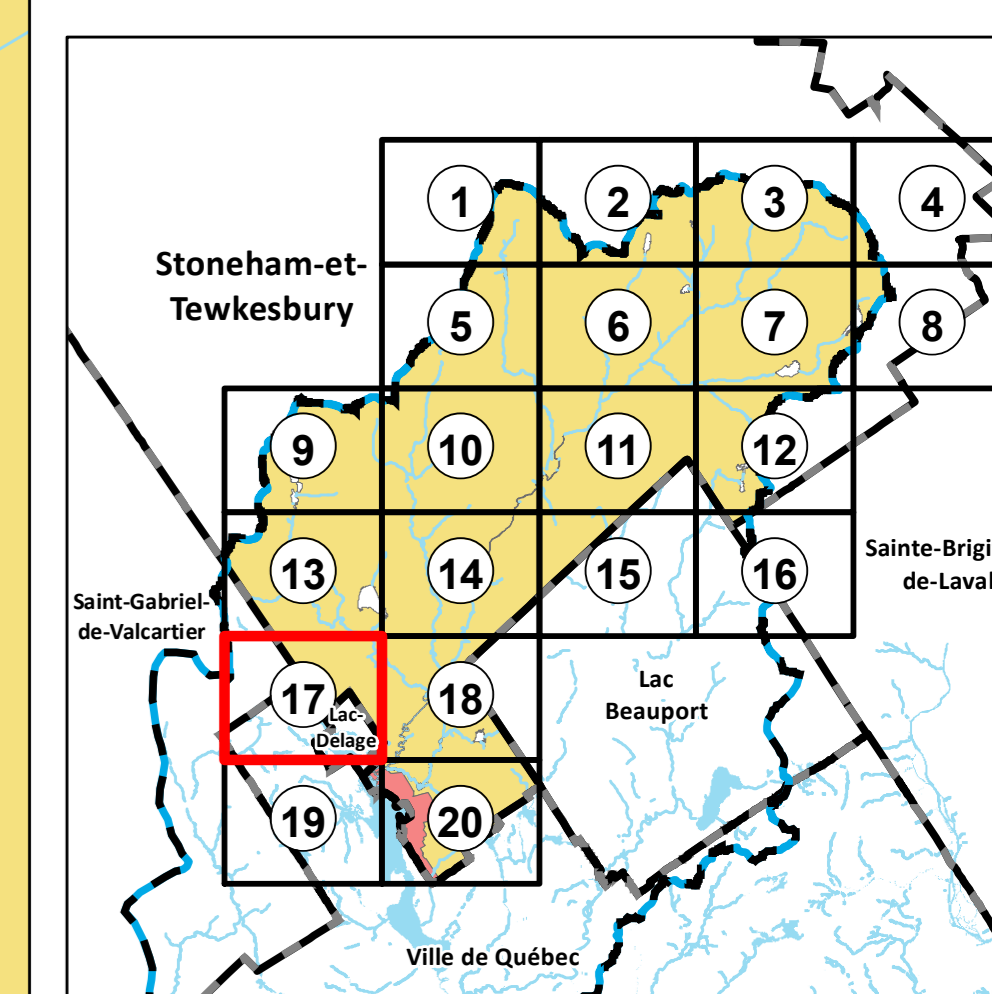 1
2
3
4
Stoneham-et-
Tewkesbury
5
6
7
8
9
10
11
12
13
14
15
16
Sainte-Brigi
de-Laval
Saint-Gabriel-
de-Valcartier
17
Lac-
Delage
18
Lac
Beauport
19
20
Ville de Québec